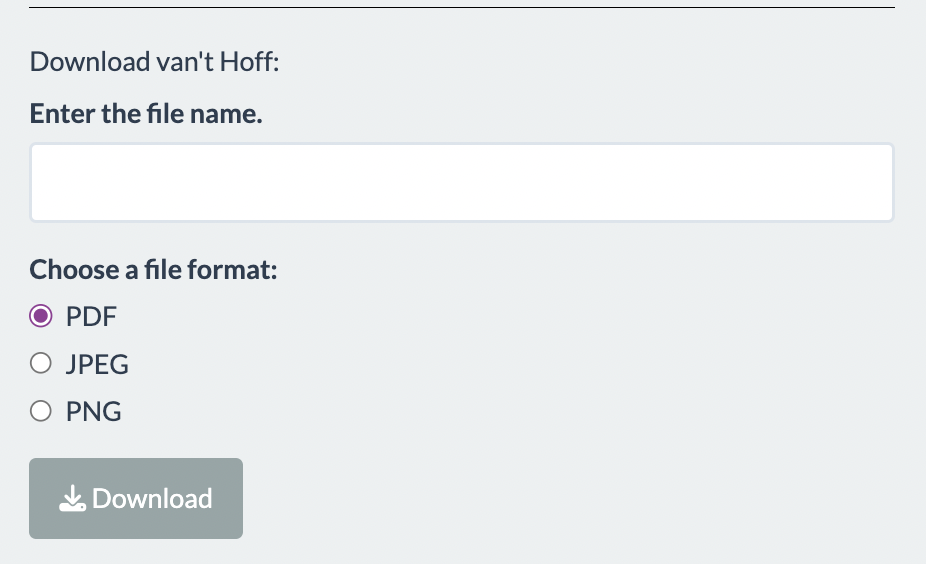 Download van't Hoff:
Enter the file name.
Choose a file format:
PDF
JPEG
PNG
Download